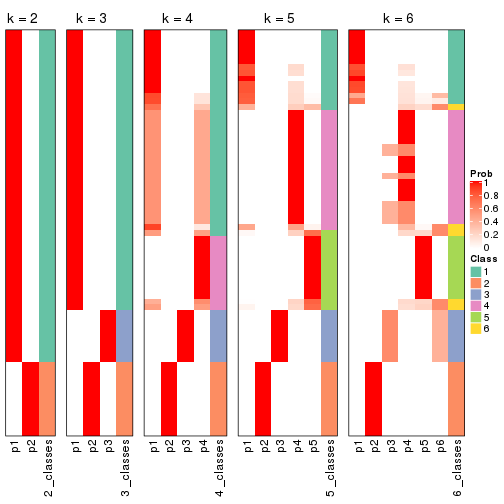 k = 2
k = 3
k = 4
k = 5
k = 6
Prob
1
0.8
0.6
0.4
0.2
0
Class
1
2
3
4
5
6
p1
p2
2_classes
p1
p2
p3
3_classes
p1
p2
p3
p4
4_classes
p1
p2
p3
p4
p5
5_classes
p1
p2
p3
p4
p5
p6
6_classes